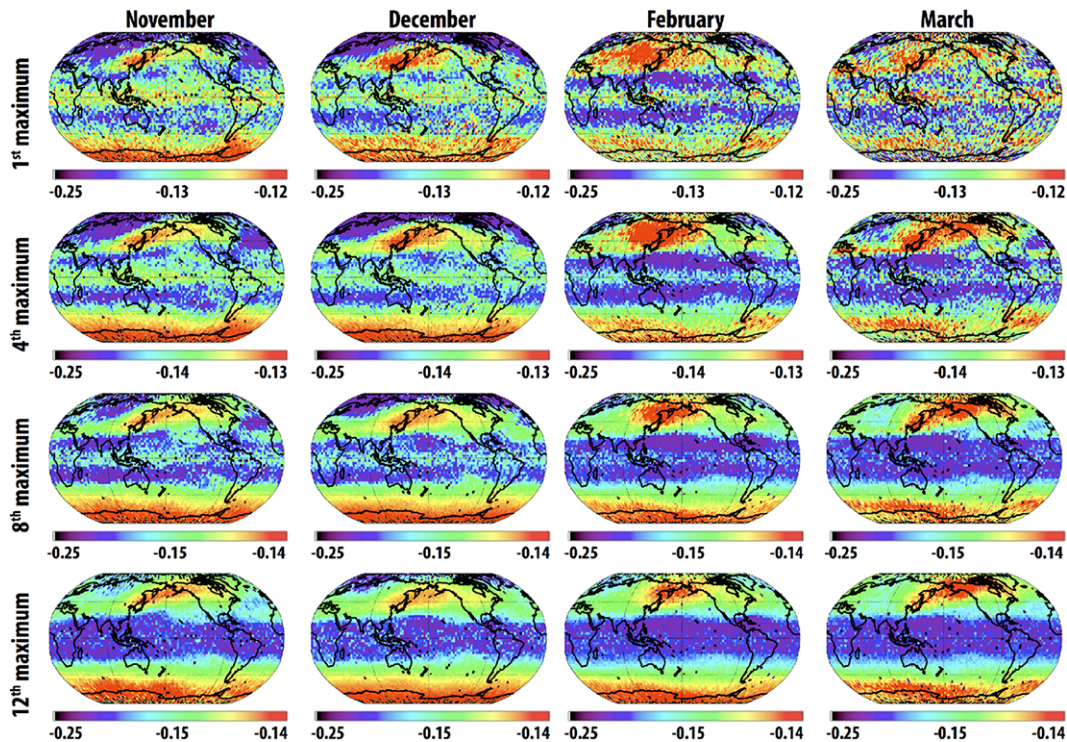 November December February March
1st maximum
-0.25 -0.13 -0.12 -0.25 -0.13 -0.12 -0.25 -0.13 -0.12 -0.25 -0.13 -0.12
4th maximum
-0.25 -0.14 -0.13 -0.25 -0.14 -0.13 -0.25 -0.14 -0.13 -0.25 -0.14 -0.13
8th maximum
-0.25 -0.15 -0.14 -0.25 -0.15 -0.14 -0.25 -0.15 -0.14 -0.25 -0.15 -0.14
12th maximum
-0.25 -0.15 -0.14 -0.25 -0.15 -0.14 -0.25 -0.15 -0.14 -0.25 -0.15 -0.14